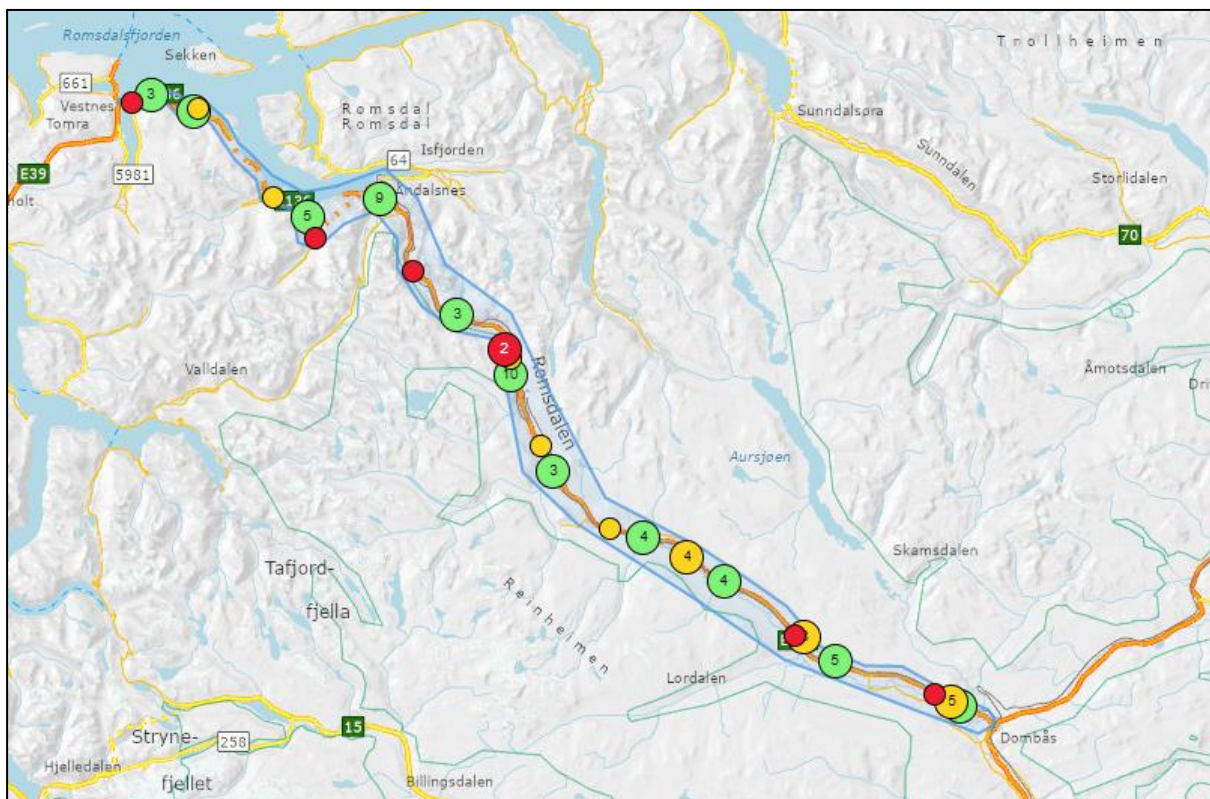 Romsdalsfjorden
Sekken
Trollheimen
661
3
Vestnes
Tomra
Romsdal
Romsdal
Sunndalsøra
64
Isfjorden
Sunndalen
E39
5981
Storlidalen
Åndalsnes
9
5
70
3
2
Romsdalen
10
Valldalen
Åmotsdalen
Aursjøen
3
4
4
Skamsdalen
4
Tafjord-
fjella
Reinheimen
5
Lordalen
5
15
Dombås
Stryne-
fjellet
258
Hjelledalen
Billingsdalen